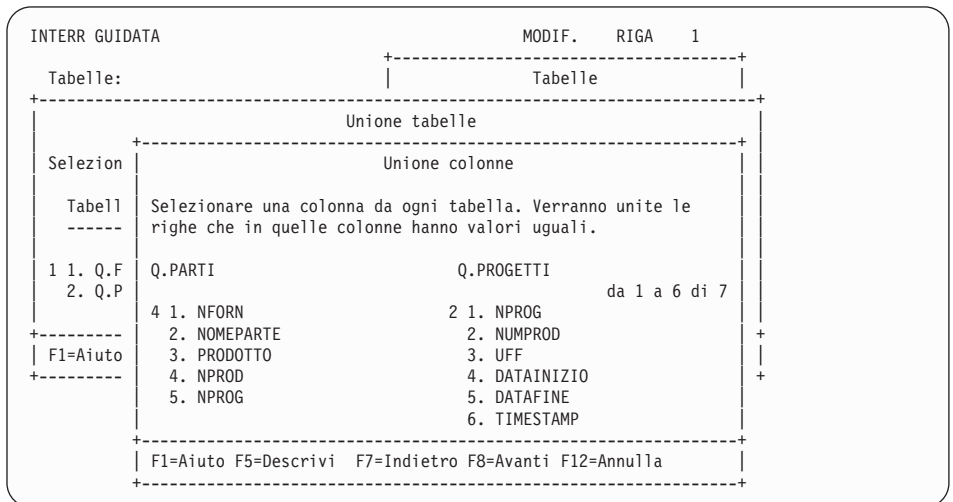 INTERR GUIDATA MODIF. RIGA 1
+-------------------------------------+
Tabelle: | Tabelle |
+-----------------------------------------------------------------------------+
| Unione tabelle |
| +----------------------------------------------------------------+ |
| Selezion | Unione colonne | |
| | | |
| Tabell | Selezionare una colonna da ogni tabella. Verranno unite le | |
| ------ | righe che in quelle colonne hanno valori uguali. | |
| | | |
| 1 1. Q.F | Q.PARTI Q.PROGETTI | |
| 2. Q.P | da 1 a 6 di 7 | |
| | 4 1. NFORN 2 1. NPROG | |
+--------- | 2. NOMEPARTE 2. NUMPROD | +
| F1=Aiuto | 3. PRODOTTO 3. UFF | |
+--------- | 4. NPROD 4. DATAINIZIO | +
| 5. NPROG 5. DATAFINE |
| 6. TIMESTAMP |
+----------------------------------------------------------------+
| F1=Aiuto F5=Descrivi F7=Indietro F8=Avanti F12=Annulla |
+----------------------------------------------------------------+